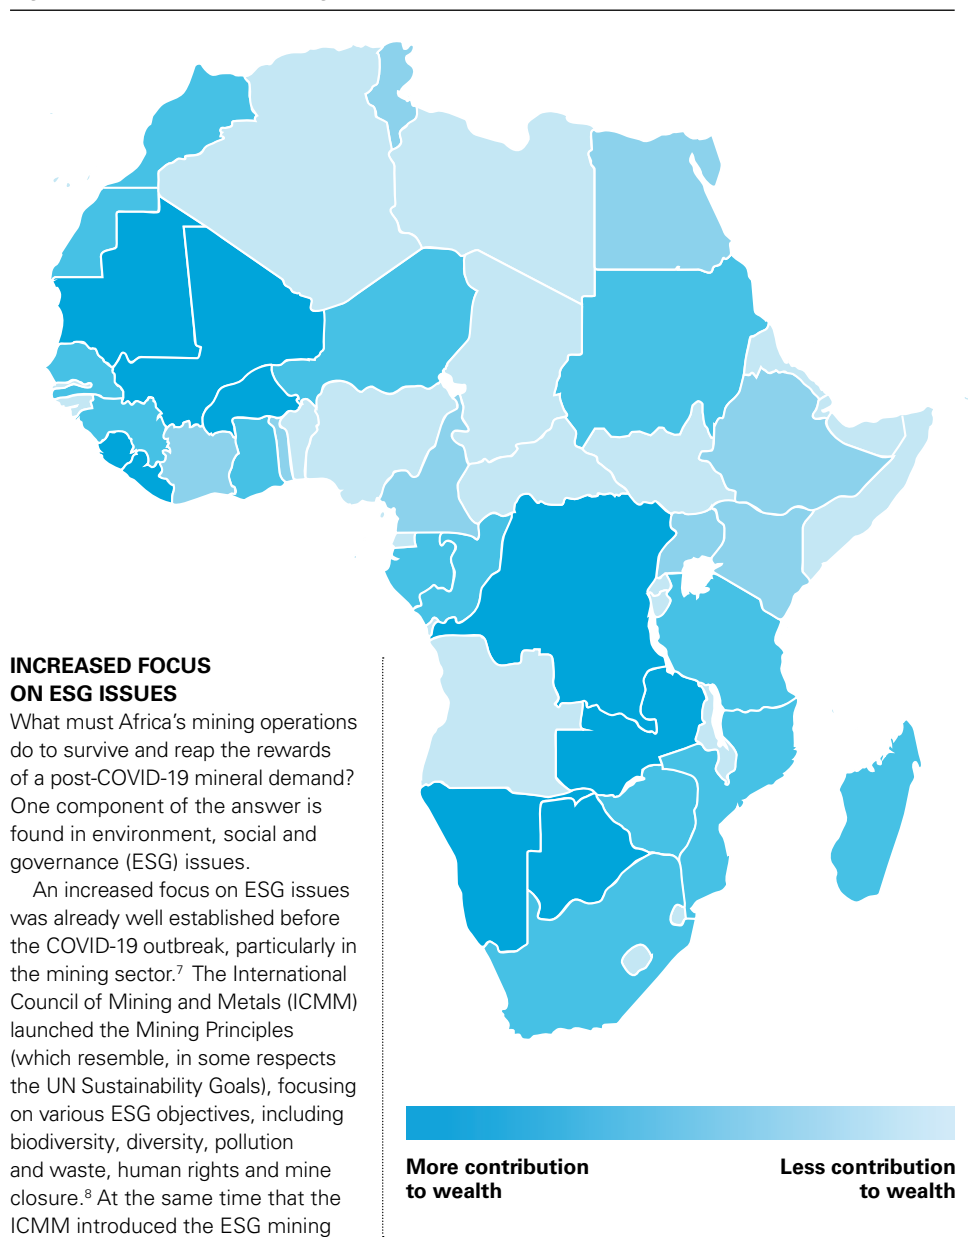 INCREASED FOCUS
ON ESG ISSUES
What must Africa’s mining operations
do to survive and reap the rewards
of a post-COVID-19 mineral demand?
One component of the answer is
found in environment, social and
governance (ESG) issues.
An increased focus on ESG issues
was already well established before
the COVID-19 outbreak, particularly in
the mining sector.⁷ The International
Council of Mining and Metals (ICMM)
launched the Mining Principles
(which resemble, in some respects
the UN Sustainability Goals), focusing
on various ESG objectives, including
biodiversity, diversity, pollution
and waste, human rights and mine
closure.⁸ At the same time that the
ICMM introduced the ESG mining
More contribution
to wealth
Less contribution
to wealth